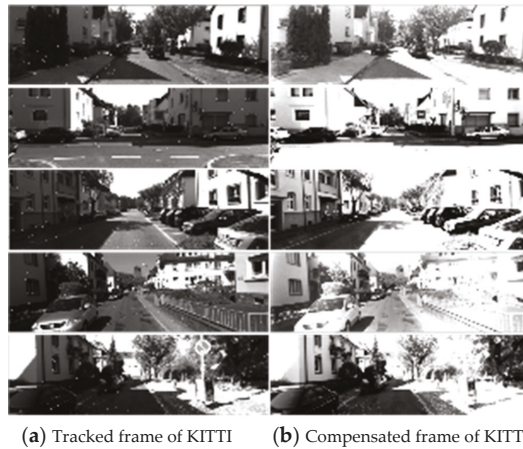 (a) Tracked frame of KITTI
(b) Compensated frame of KITT